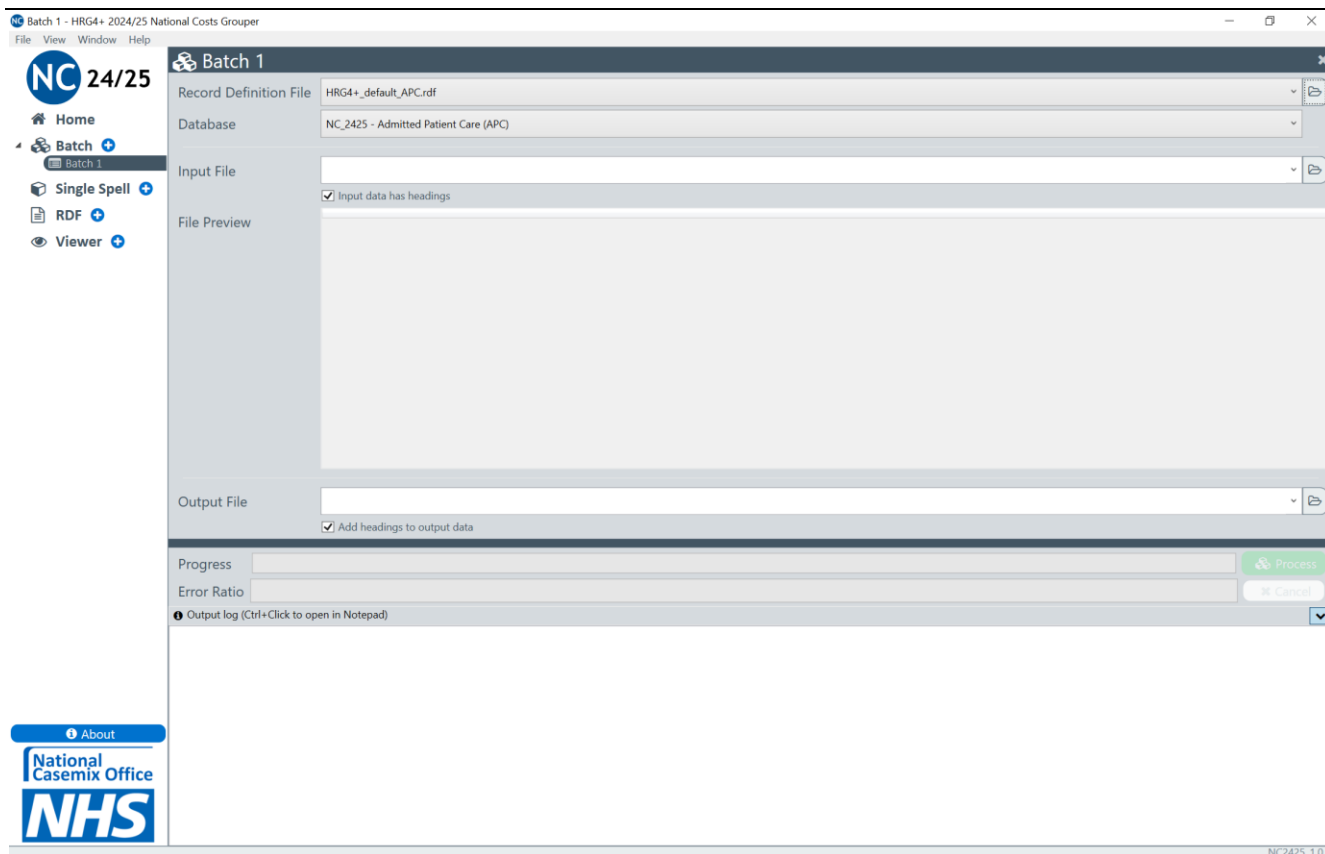 NC Batch 1 - HRG4+ 2024/25 National Costs Grouper
File View Window Help
NC 24/25
Home
Batch
Batch 1
Single Spell
RDF
Viewer
Batch 1
Record Definition File HRG4+_default_APC.rdf
Database NC_2425 - Admitted Patient Care (APC)
Input File
Input data has headings
File Preview
Output File
Add headings to output data
Progress
Process
Error Ratio
Cancel
Output log (Ctrl+Click to open in Notepad)
About
National
Casemix Office
NHS
NC2425_1.0